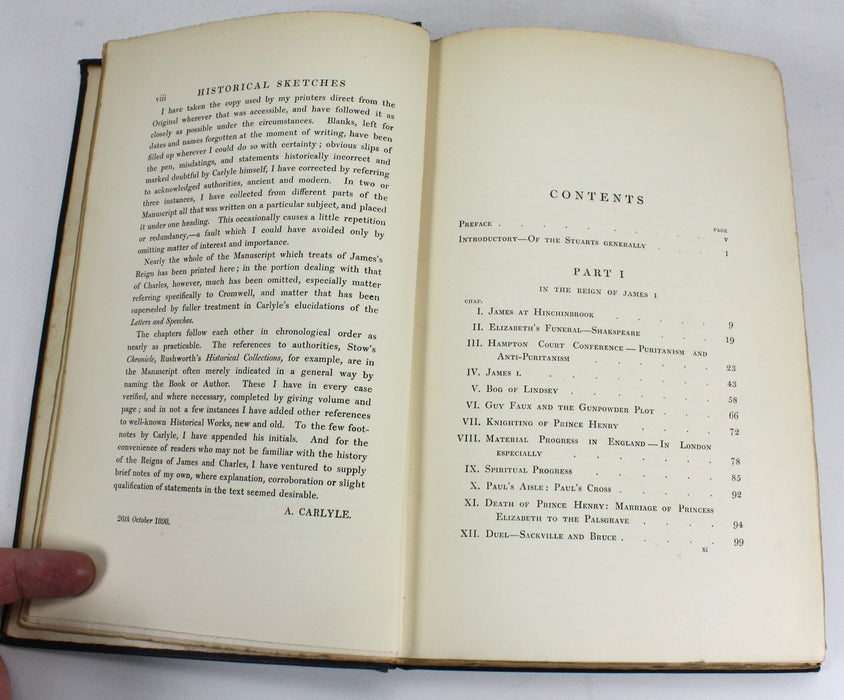 viii
HISTORICAL SKETCHES
I have taken the copy used by my printers direct from the
Original wherever that was accessible, and have followed it as
closely as possible under the circumstances. Blanks, left for
dates and names forgotten at the moment of writing, have been
filled up wherever I could do so with certainty; obvious slips of
the pen, misdatings, and statements historically incorrect and
marked doubtful by Carlyle himself, I have corrected by referring
to acknowledged authorities, ancient and modern. In two or
three instances, I have collected from different parts of the
Manuscript all that was written on a particular subject, and placed
it under one heading. This occasionally causes a little repetition
or redundancy,—a fault which I could have avoided only by
omitting matter of interest and importance.
Nearly the whole of the Manuscript which treats of James's
Reign has been printed here; in the portion dealing with that
of Charles, however, much has been omitted, especially matter
referring specifically to Cromwell, and matter that has been
superseded by fuller treatment in Carlyle's elucidations of the
Letters and Speeches.
The chapters follow each other in chronological order as
nearly as practicable. The references to authorities, Stow's
Chronicle, Rushworth's Historical Collections, for example, are in
the Manuscript often merely indicated in a general way by
naming the Book or Author. These I have in every case
verified, and where necessary, completed by giving volume and
page; and in not a few instances I have added other references
to well-known Historical Works, new and old. To the few foot-
notes by Carlyle, I have appended his initials. And for the
convenience of readers who may not be familiar with the history
of the Reigns of James and Charles, I have ventured to supply
brief notes of my own, where explanation, corroboration or slight
qualification of statements in the text seemed desirable.
A. CARLYLE.
26th October 1898.
CONTENTS
PAGE
PREFACE . . . . . . . . v
INTRODUCTORY—OF THE STUARTS GENERALLY . . . 1
PART I
IN THE REIGN OF JAMES I
CHAP.
I. JAMES AT HINCHINBROOK . . . . 9
II. ELIZABETH'S FUNERAL—SHAKSPEARE . . . 19
III. HAMPTON COURT CONFERENCE—PURITANISM AND
ANTI-PURITANISM . . . . . 23
IV. JAMES I. . . . . . . 43
V. BOG OF LINDSEY . . . . . 58
VI. GUY FAUX AND THE GUNPOWDER PLOT . . . 66
VII. KNIGHTING OF PRINCE HENRY . . . . 72
VIII. MATERIAL PROGRESS IN ENGLAND—IN LONDON
ESPECIALLY . . . . . . 78
IX. SPIRITUAL PROGRESS . . . . 85
X. PAUL'S AISLE: PAUL'S CROSS . . . . 92
XI. DEATH OF PRINCE HENRY: MARRIAGE OF PRINCESS
ELIZABETH TO THE PALSGRAVE . . . . 94
XII. DUEL—SACKVILLE AND BRUCE . . . . 99
xi